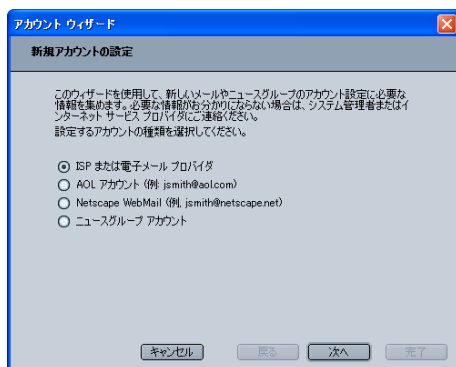 アカウント ウィザード
新規アカウントの設定
このウィザードを使用して、新しいメールやニュースグループのアカウント設定に必要な
情報を集めます。必要な情報がお分かりにならない場合は、システム管理者またはイ
ンターネット サービス プロバイダにご連絡ください。
設定するアカウントの種類を選択してください。
ISP または電子メール プロバイダ
AOL アカウント (例: jsmith@aol.com)
Netscape WebMail (例, jsmith@netscape.net)
ニュースグループ アカウント
キャンセル
戻る
次へ
完了